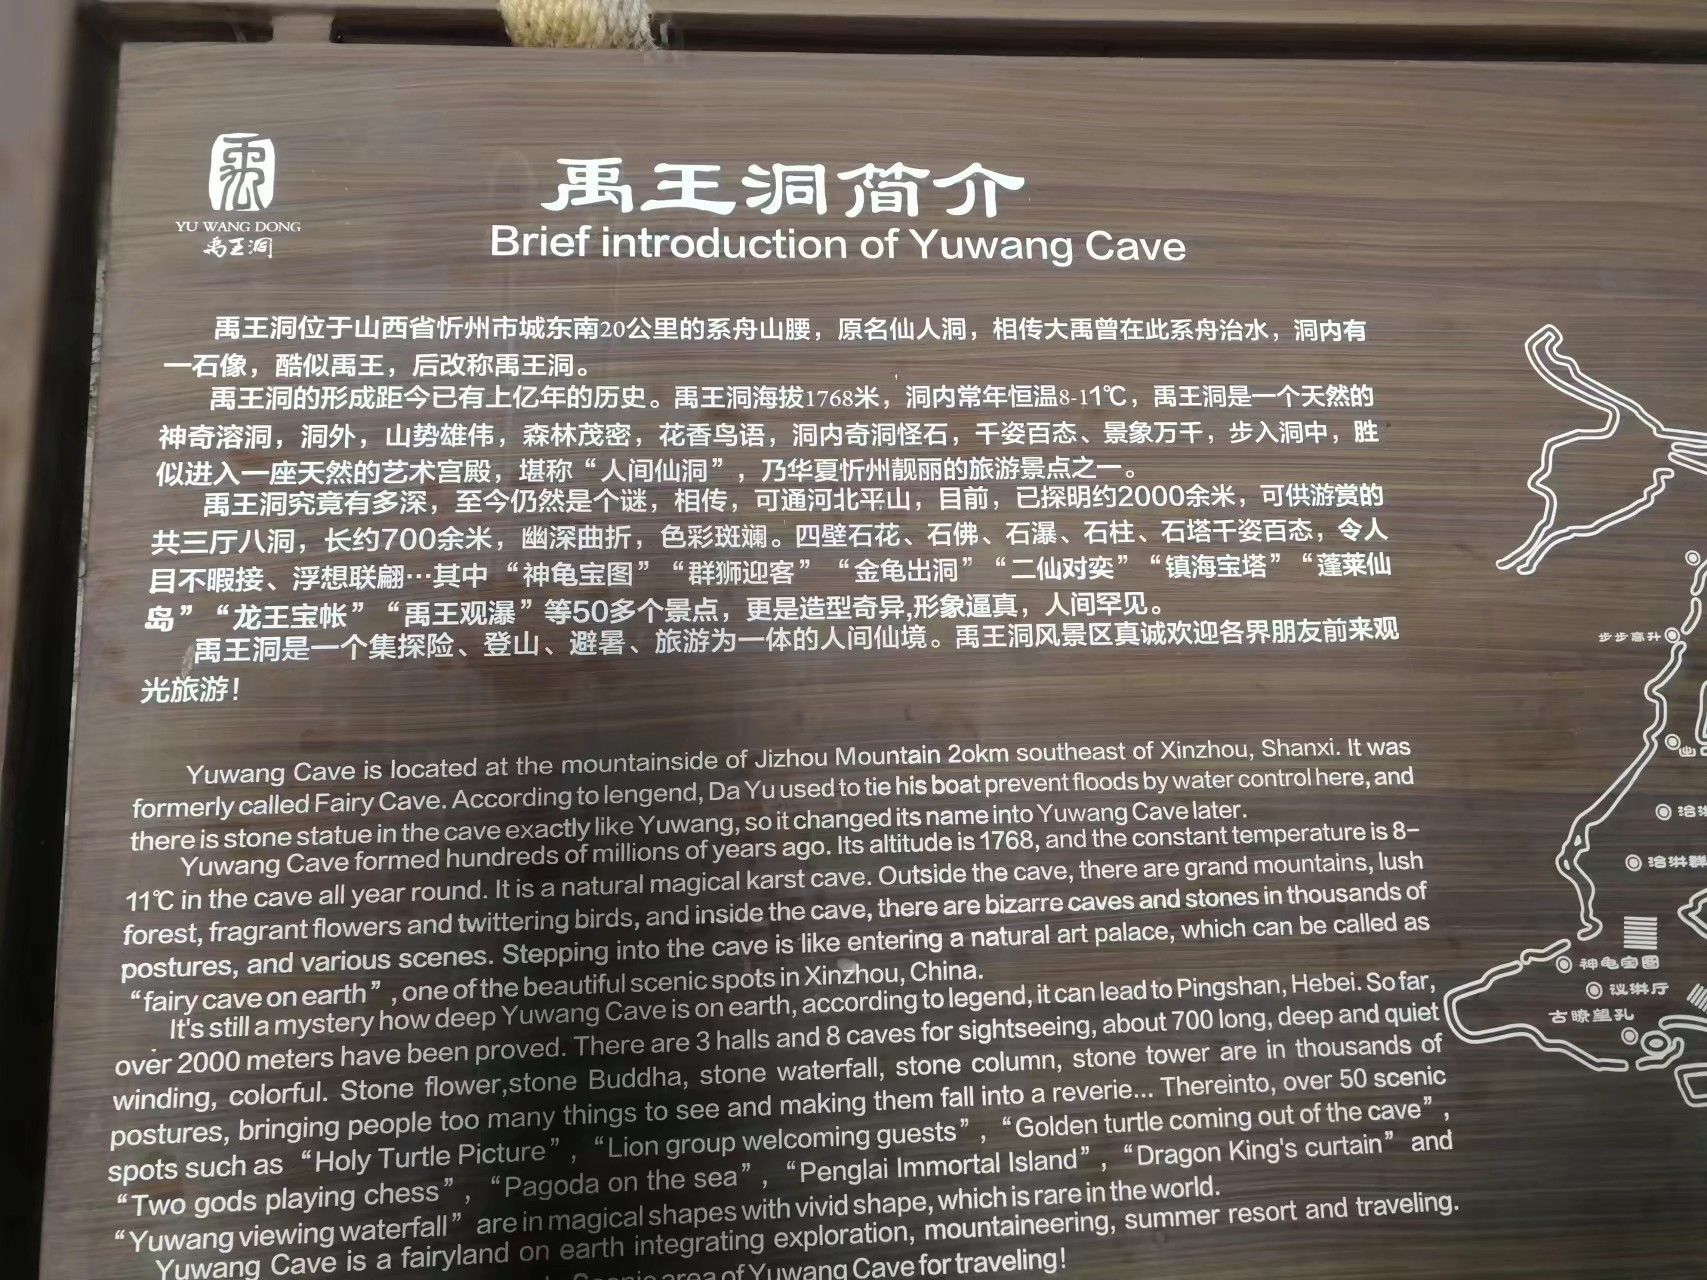 禹
YU WANG DONG
禹王洞
禹王洞简介
Brief introduction of Yuwang Cave
禹王洞位于山西省忻州市城东南20公里的系舟山腰，原名仙人洞，相传大禹曾在此系舟治水，洞内有
一石像，酷似禹王，后改称禹王洞。
禹王洞的形成距今已有上亿年的历史。禹王洞海拔1768米，洞内常年恒温8-11℃，禹王洞是一个天然的
神奇溶洞，洞外，山势雄伟，森林茂密，花香鸟语，洞内奇洞怪石，千姿百态、景象万千，步入洞中，胜
似进入一座天然的艺术宫殿，堪称“人间仙洞”，乃华夏忻州靓丽的旅游景点之一。
禹王洞究竟有多深，至今仍然是个谜，相传，可通河北平山，目前，已探明约2000余米，可供游赏的
共三厅八洞，长约700余米，幽深曲折，色彩斑斓。四壁石花、石佛、石瀑、石柱、石塔千姿百态，令人
目不暇接、浮想联翩…其中“神龟宝图”“群狮迎客”“金龟出洞”“二仙对奕”“镇海宝塔”“蓬莱仙
岛”“龙王宝帐”“禹王观瀑”等50多个景点，更是造型奇异,形象逼真，人间罕见。
禹王洞是一个集探险、登山、避暑、旅游为一体的人间仙境。禹王洞风景区真诚欢迎各界朋友前来观
光旅游！
Yuwang Cave is located at the mountainside of Jizhou Mountain 20km southeast of Xinzhou, Shanxi. It was
formerly called Fairy Cave. According to lengend, Da Yu used to tie his boat prevent floods by water control here, and
there is stone statue in the cave exactly like Yuwang, so it changed its name into Yuwang Cave later.
Yuwang Cave formed hundreds of millions of years ago. Its altitude is 1768, and the constant temperature is 8-
11℃ in the cave all year round. It is a natural magical karst cave. Outside the cave, there are grand mountains, lush
forest, fragrant flowers and twittering birds, and inside the cave, there are bizarre caves and stones in thousands of
postures, and various scenes. Stepping into the cave is like entering a natural art palace, which can be called as
“fairy cave on earth”, one of the beautiful scenic spots in Xinzhou, China.
It's still a mystery how deep Yuwang Cave is on earth, according to legend, it can lead to Pingshan, Hebei. So far,
over 2000 meters have been proved. There are 3 halls and 8 caves for sightseeing, about 700 long, deep and quiet
winding, colorful. Stone flower,stone Buddha, stone waterfall, stone column, stone tower are in thousands of
postures, bringing people too many things to see and making them fall into a reverie... Thereinto, over 50 scenic
spots such as “Holy Turtle Picture”, “Lion group welcoming guests”, “Golden turtle coming out of the cave”,
“Two gods playing chess”, “Pagoda on the sea”, “Penglai Immortal Island”, “Dragon King's curtain” and
“Yuwang viewing waterfall” are in magical shapes with vivid shape, which is rare in the world.
Yuwang Cave is a fairyland on earth integrating exploration, mountaineering, summer resort and traveling.
Scenic area of Yuwang Cave for traveling!
步步高升
神龟宝图
议洪厅
古瞭望孔